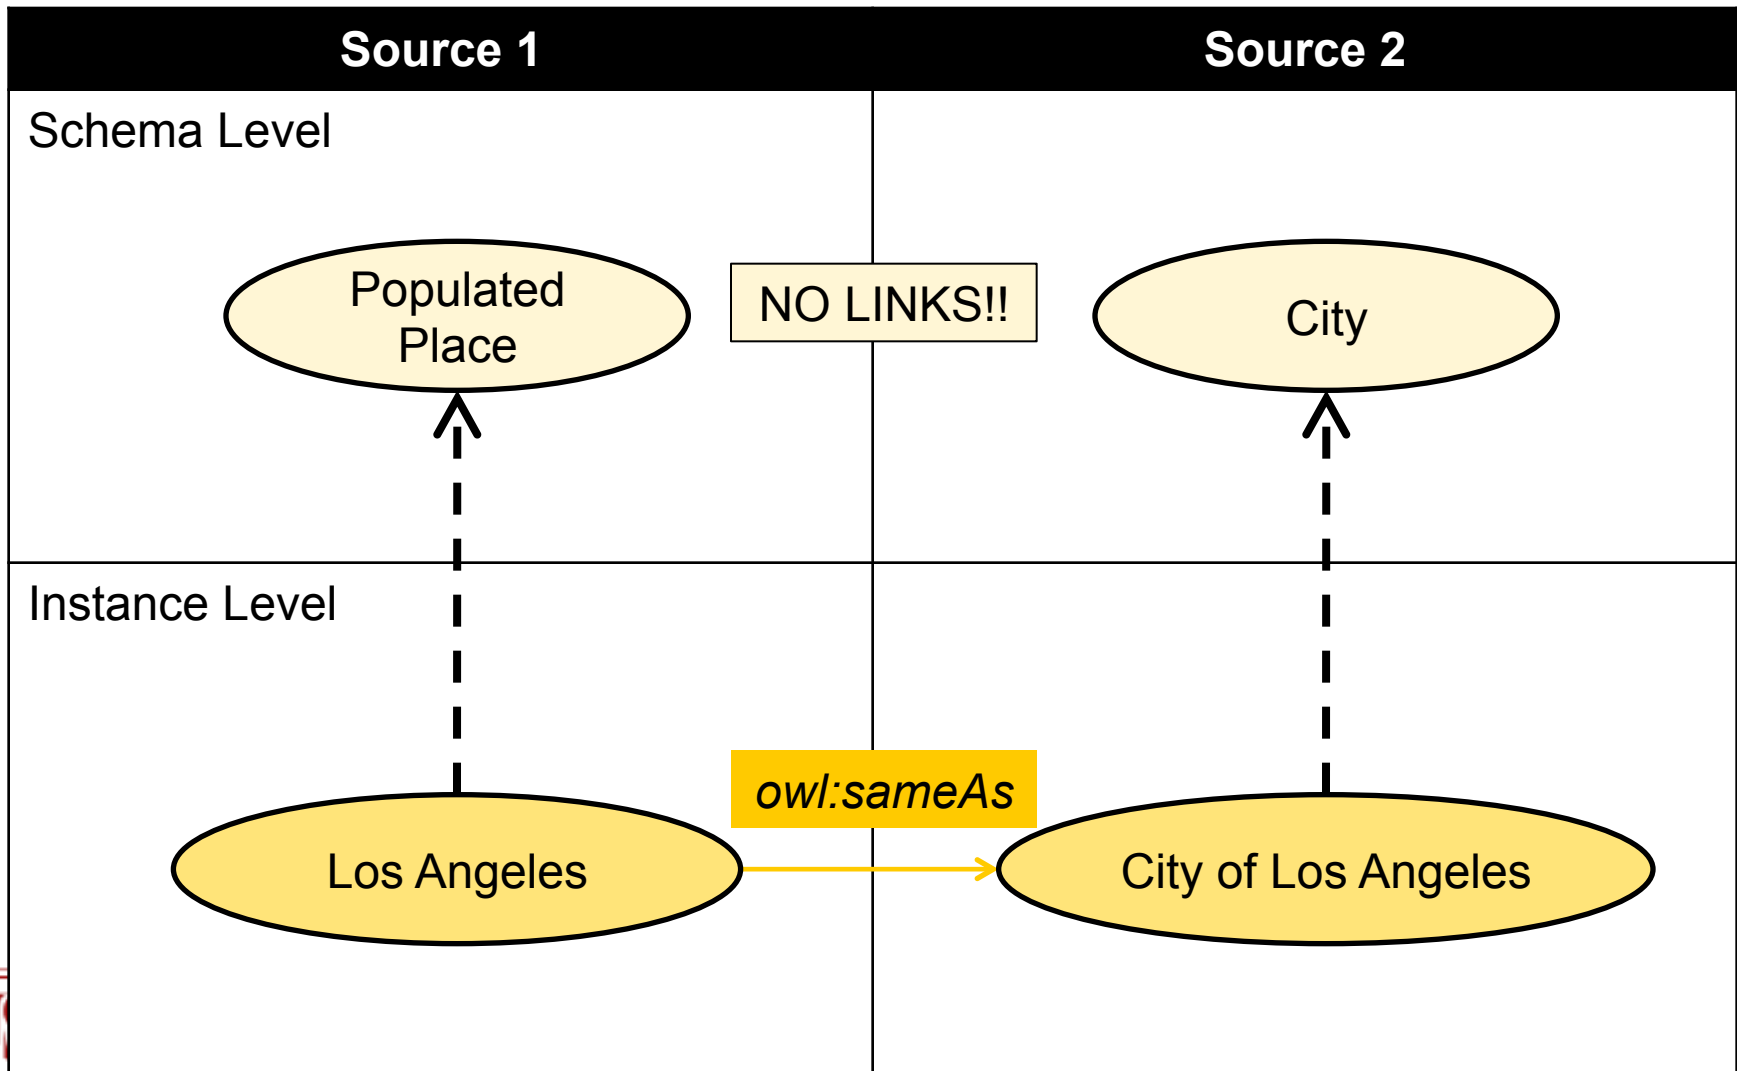 Source 1
Source 2
Schema Level
Populated
Place
NO LINKS!!
City
Instance Level
owl:sameAs
Los Angeles
City of Los Angeles